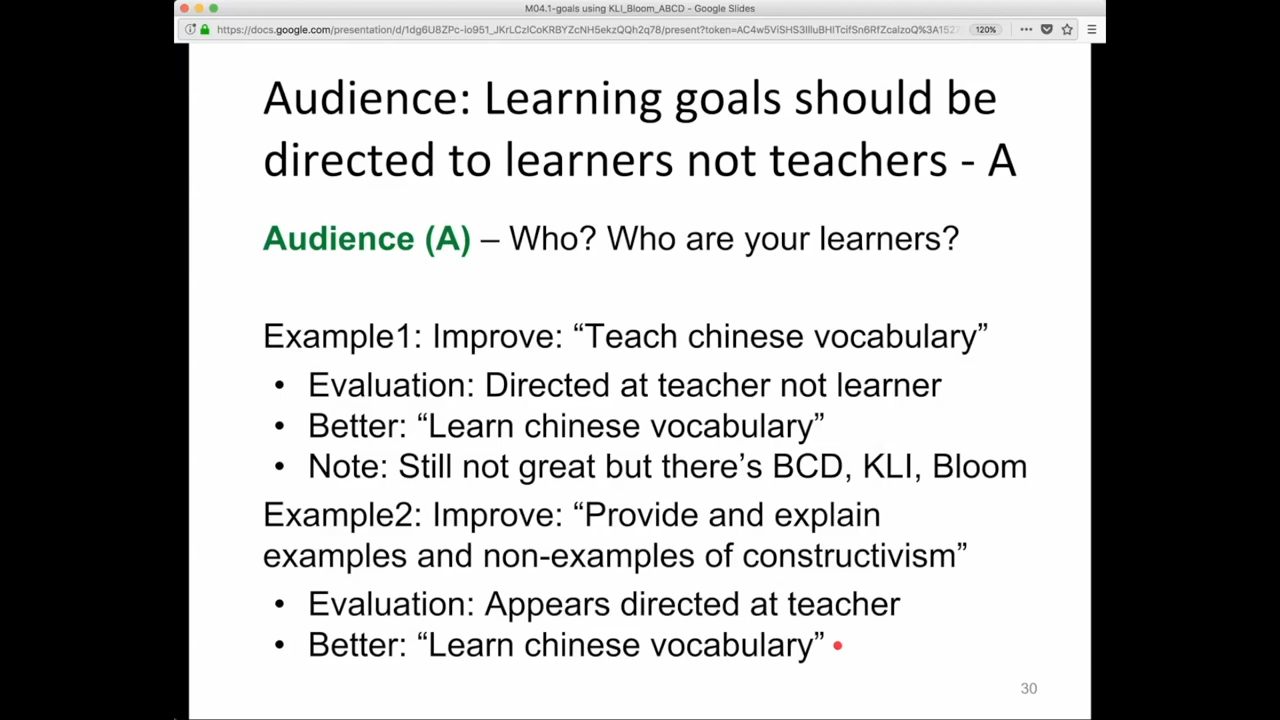 M04.1-goals using KLI_Bloom_ABCD - Google Slides
120%
Audience: Learning goals should be
directed to learners not teachers - A
Audience (A) – Who? Who are your learners?
Example1: Improve: “Teach chinese vocabulary”
• Evaluation: Directed at teacher not learner
• Better: “Learn chinese vocabulary”
• Note: Still not great but there’s BCD, KLI, Bloom
Example2: Improve: “Provide and explain
examples and non-examples of constructivism”
• Evaluation: Appears directed at teacher
• Better: “Learn chinese vocabulary”
30